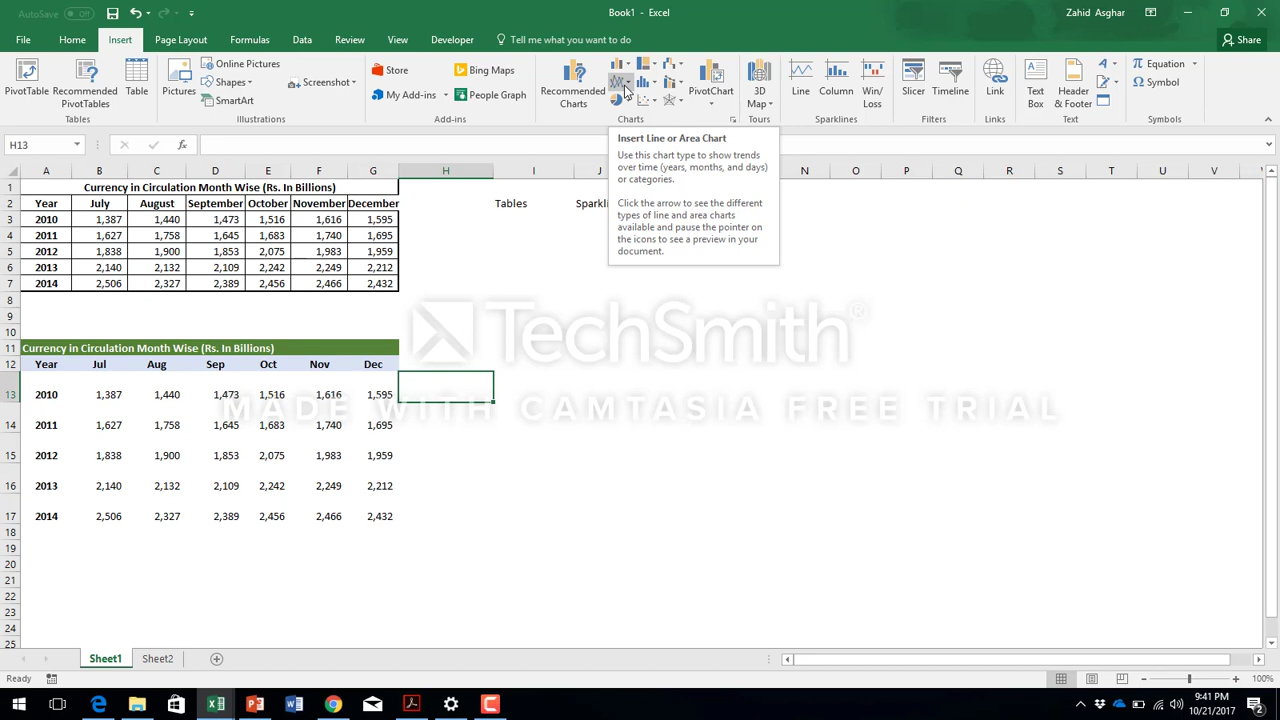 AutoSave Off
Book1 - Excel
Zahid Asghar
File Home Insert Page Layout Formulas Data Review View Developer Tell me what you want to do Share
PivotTable
Recommended PivotTables
Table
Tables
Online Pictures
Shapes
SmartArt
Screenshot
Illustrations
Store
My Add-ins
Bing Maps
People Graph
Add-ins
Recommended Charts
PivotChart
Charts
3D Map
Tours
Line
Column
Win/Loss
Sparklines
Slicer
Timeline
Filters
Link
Links
Text Box
Header & Footer
Text
Equation
Symbol
Symbols
H13
Insert Line or Area Chart
Use this chart type to show trends
over time (years, months, and days)
or categories.
Click the arrow to see the different
types of line and area charts
available and pause the pointer on
the icons to see a preview in your
document.
A B C D E F G H I J N O P Q R S T U V
1 Currency in Circulation Month Wise (Rs. In Billions)
2 Year July August September October November December Tables Sparkli
3 2010 1,387 1,440 1,473 1,516 1,616 1,595
4 2011 1,627 1,758 1,645 1,683 1,740 1,695
5 2012 1,838 1,900 1,853 2,075 1,983 1,959
6 2013 2,140 2,132 2,109 2,242 2,249 2,212
7 2014 2,506 2,327 2,389 2,456 2,466 2,432
8
9
10
11 Currency in Circulation Month Wise (Rs. In Billions)
12 Year Jul Aug Sep Oct Nov Dec
13 2010 1,387 1,440 1,473 1,516 1,616 1,595
14 2011 1,627 1,758 1,645 1,683 1,740 1,695
15 2012 1,838 1,900 1,853 2,075 1,983 1,959
16 2013 2,140 2,132 2,109 2,242 2,249 2,212
17 2014 2,506 2,327 2,389 2,456 2,466 2,432
18
19
20
21
22
23
24
25
TechSmith®
MADE WITH CAMTASIA FREE TRIAL
Sheet1 Sheet2
Ready
100%
9:41 PM
10/21/2017
2